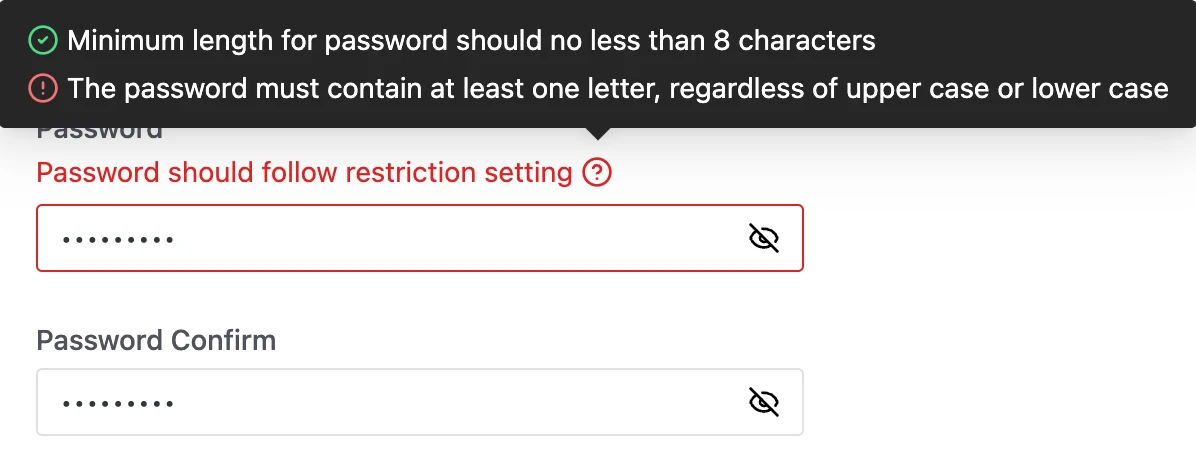 Minimum length for password should no less than 8 characters
The password must contain at least one letter, regardless of upper case or lower case
Password
Password should follow restriction setting
•••••••••
Password Confirm
•••••••••